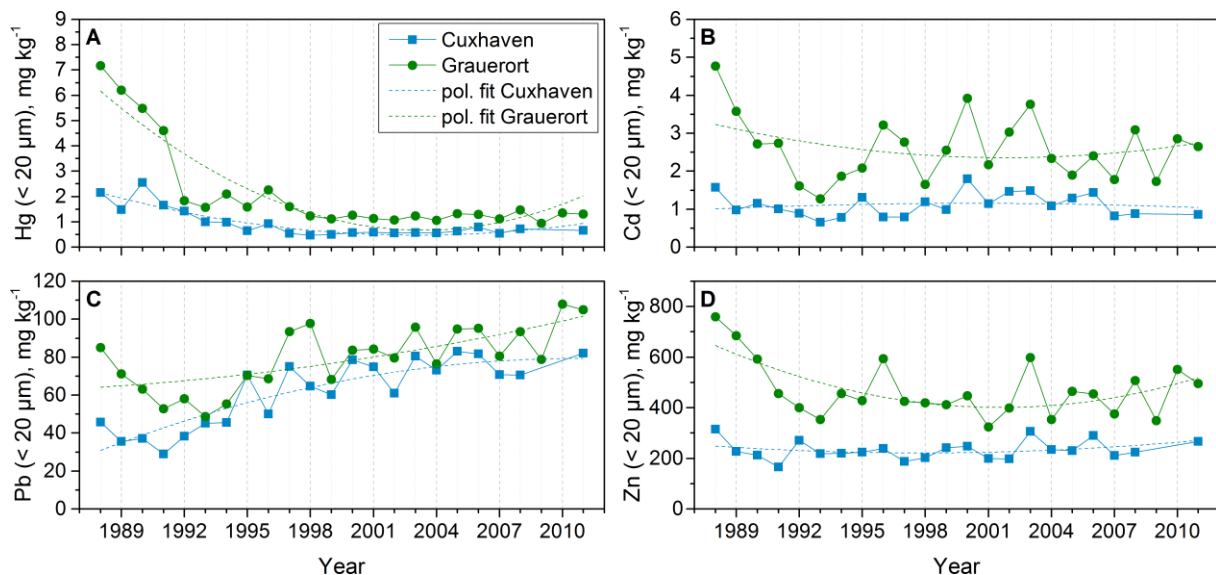 A
Hg (< 20 µm), mg kg⁻¹
9
8
7
6
5
4
3
2
1
0
Cuxhaven
Grauerort
pol. fit Cuxhaven
pol. fit Grauerort
B
Cd (< 20 µm), mg kg⁻¹
6
5
4
3
2
1
0
C
Pb (< 20 µm), mg kg⁻¹
120
100
80
60
40
20
0
1989 1992 1995 1998 2001 2004 2007 2010
Year
D
Zn (< 20 µm), mg kg⁻¹
800
600
400
200
0
1989 1992 1995 1998 2001 2004 2007 2010
Year